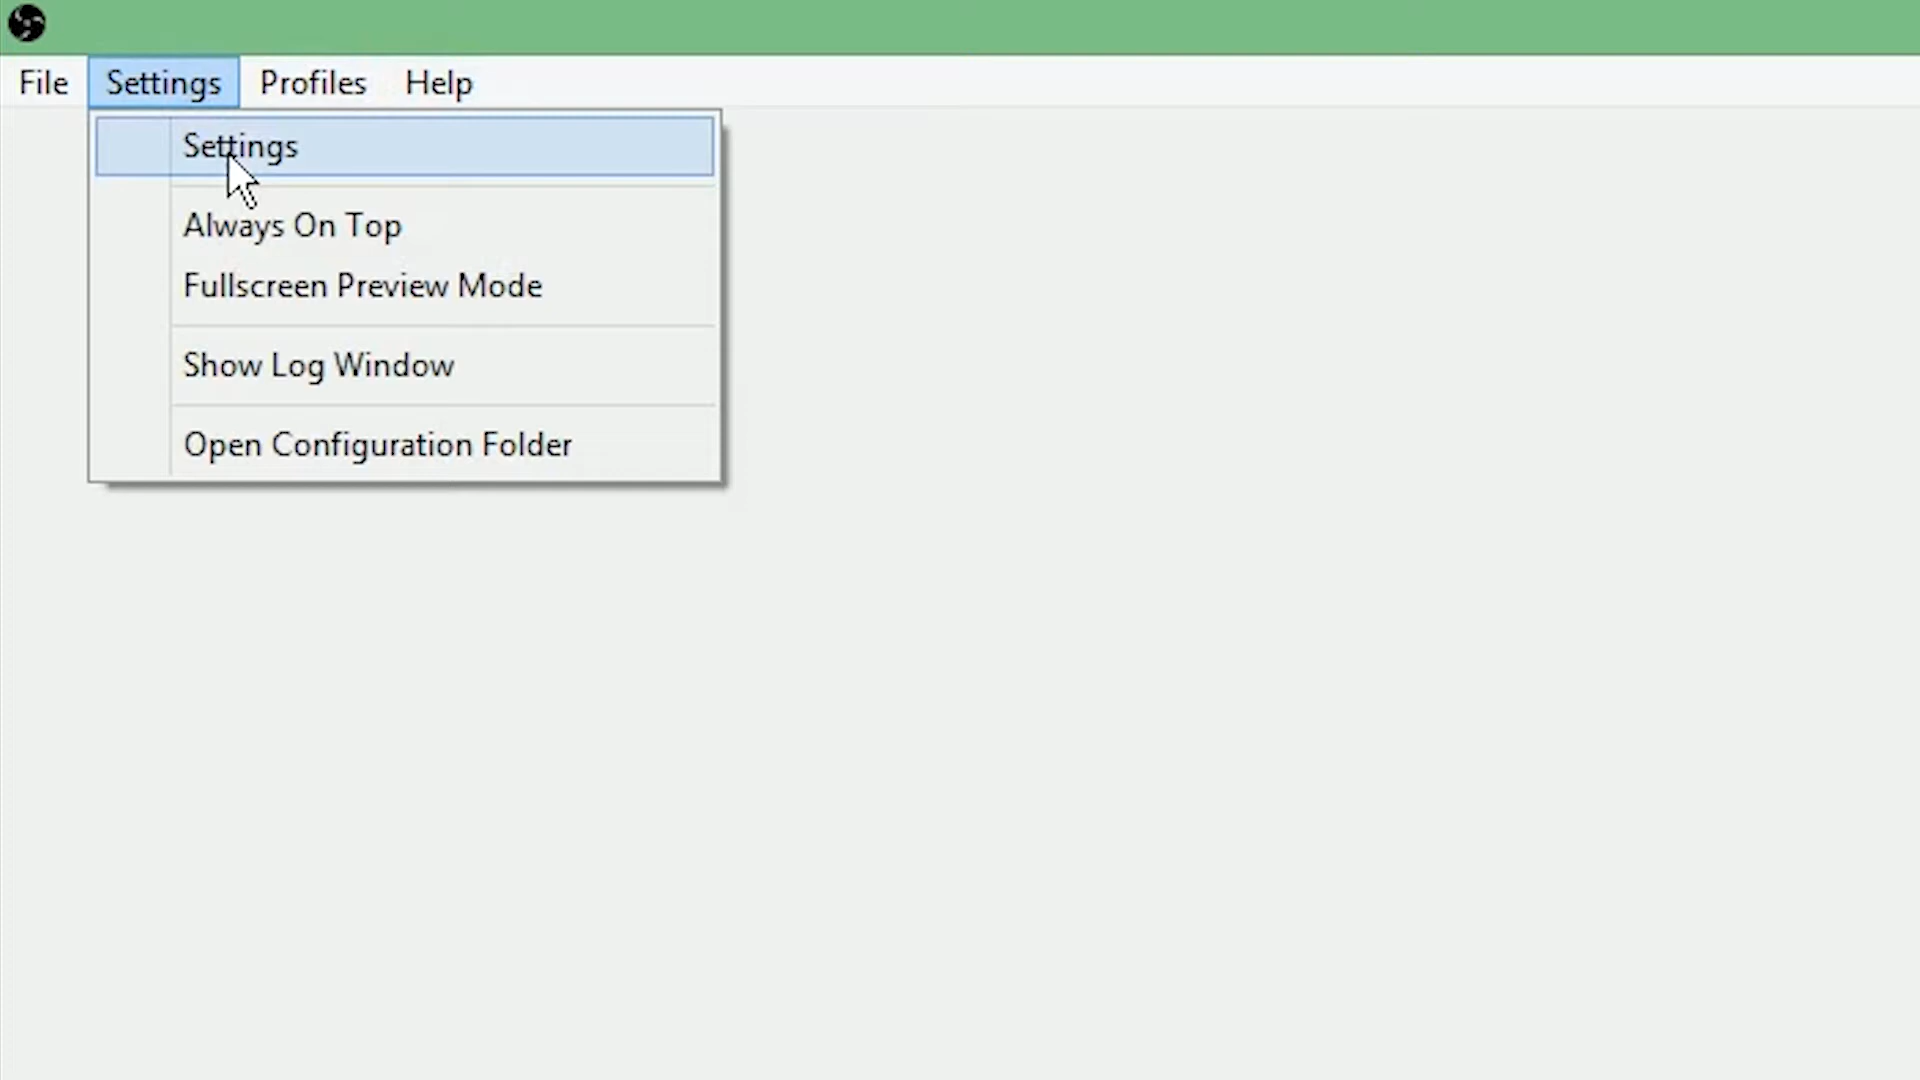 File Settings Profiles Help
Settings
Always On Top
Fullscreen Preview Mode
Show Log Window
Open Configuration Folder